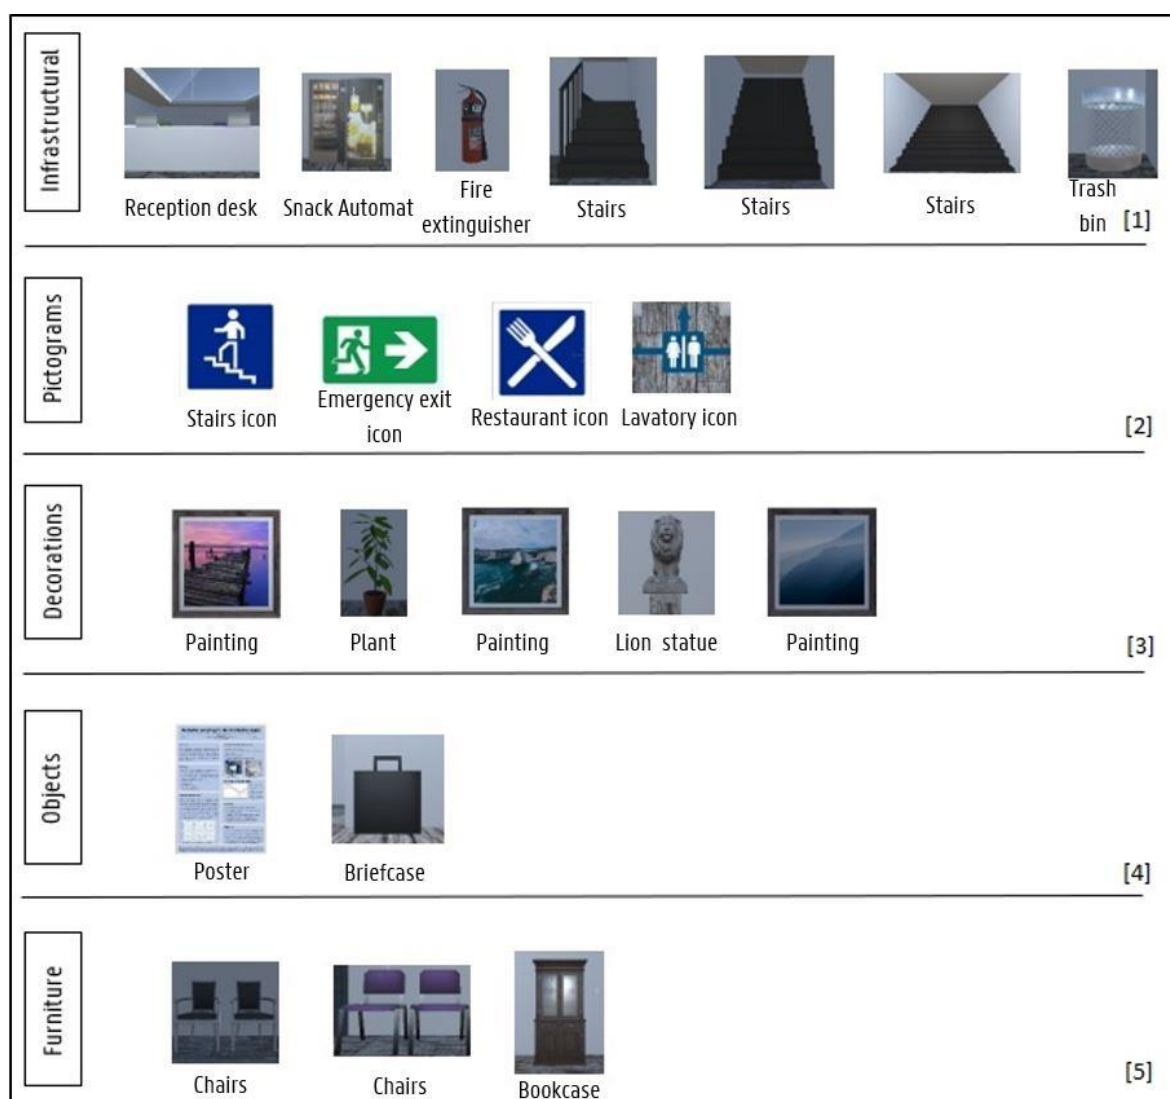 Infrastructural
Reception desk
Snack Automat
Fire
extinguisher
Stairs
Stairs
Stairs
Trash
bin
[1]
Pictograms
Stairs icon
Emergency exit
icon
Restaurant icon
Lavatory icon
[2]
Decorations
Painting
Plant
Painting
Lion statue
Painting
[3]
Objects
Poster
Briefcase
[4]
Furniture
Chairs
Chairs
Bookcase
[5]